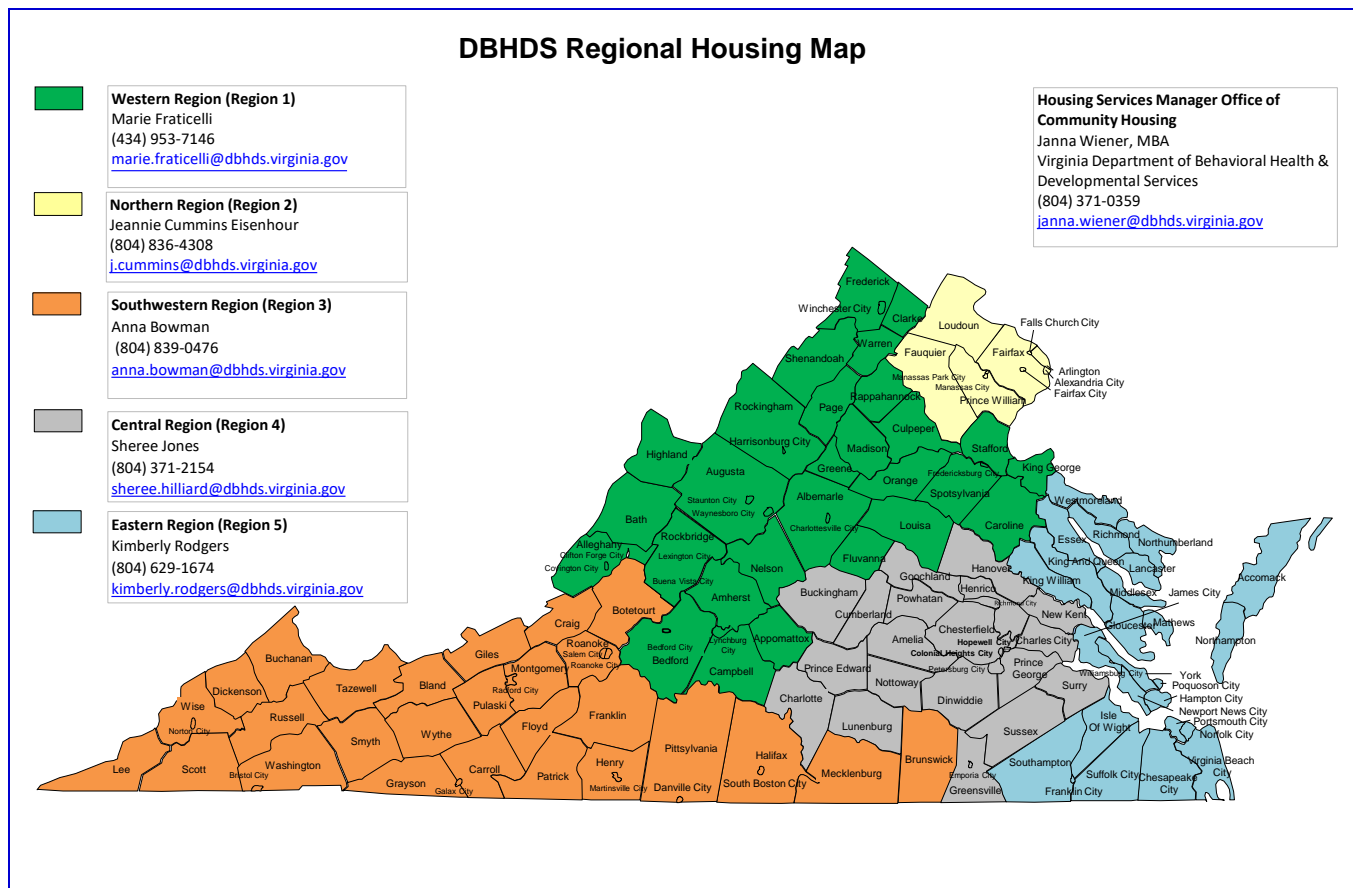 DBHDS Regional Housing Map
Western Region (Region 1)
Marie Fraticelli
(434) 953-7146
marie.fraticelli@dbhds.virginia.gov
Northern Region (Region 2)
Jeannie Cummins Eisenhour
(804) 836-4308
j.cummins@dbhds.virginia.gov
Southwestern Region (Region 3)
Anna Bowman
(804) 839-0476
anna.bowman@dbhds.virginia.gov
Central Region (Region 4)
Sheree Jones
(804) 371-2154
sheree.hilliard@dbhds.virginia.gov
Eastern Region (Region 5)
Kimberly Rodgers
(804) 629-1674
kimberly.rodgers@dbhds.virginia.gov
Housing Services Manager Office of
Community Housing
Janna Wiener, MBA
Virginia Department of Behavioral Health &
Developmental Services
(804) 371-0359
janna.wiener@dbhds.virginia.gov
Frederick
Winchester City
Clarke
Loudoun
Falls Church City
Warren
Fauquier
Fairfax
Shenandoah
Arlington
Alexandria City
Fairfax City
Manassas Park City
Manassas City
Prince William
Rappahannock
Page
Rockingham
Culpeper
Harrisonburg City
Madison
Stafford
Highland
Greene
King George
Augusta
Orange
Fredericksburg City
Spotsylvania
Albemarle
Staunton City
Waynesboro City
Westmoreland
Bath
Charlottesville City
Louisa
Caroline
Rockbridge
Essex
Richmond
Northumberland
Alleghany
Clifton Forge City
Covington City
Lexington City
Fluvanna
Nelson
Hanover
King And Queen
Lancaster
Accomack
Buena Vista City
Goochland
Henrico
King William
Amherst
Buckingham
Powhatan
Richmond City
Middlesex
James City
Botetourt
Cumberland
New Kent
Craig
Chesterfield
Gloucester
Mathews
Northampton
Roanoke
Salem City
Roanoke City
Bedford City
Bedford
Lynchburg
City
Appomattox
Amelia
Hopewell City
Colonial Heights City
Charles City
Giles
Buchanan
Montgomery
Campbell
Prince Edward
Petersburg City
Prince
George
Williamsburg City
York
Poquoson City
Hampton City
Newport News City
Portsmouth City
Norfolk City
Virginia Beach
City
Dickenson
Tazewell
Bland
Radford City
Pulaski
Nottoway
Surry
Charlotte
Dinwiddie
Wise
Norton City
Russell
Franklin
Floyd
Lunenburg
Sussex
Isle
Of Wight
Wythe
Smyth
Pittsylvania
Halifax
Brunswick
Southampton
Lee
Scott
Washington
Bristol City
Carroll
Henry
Patrick
Mecklenburg
Emporia City
Greensville
Suffolk City
Chesapeake
City
Grayson
Galax City
Martinsville City
Danville City
South Boston City
Franklin City